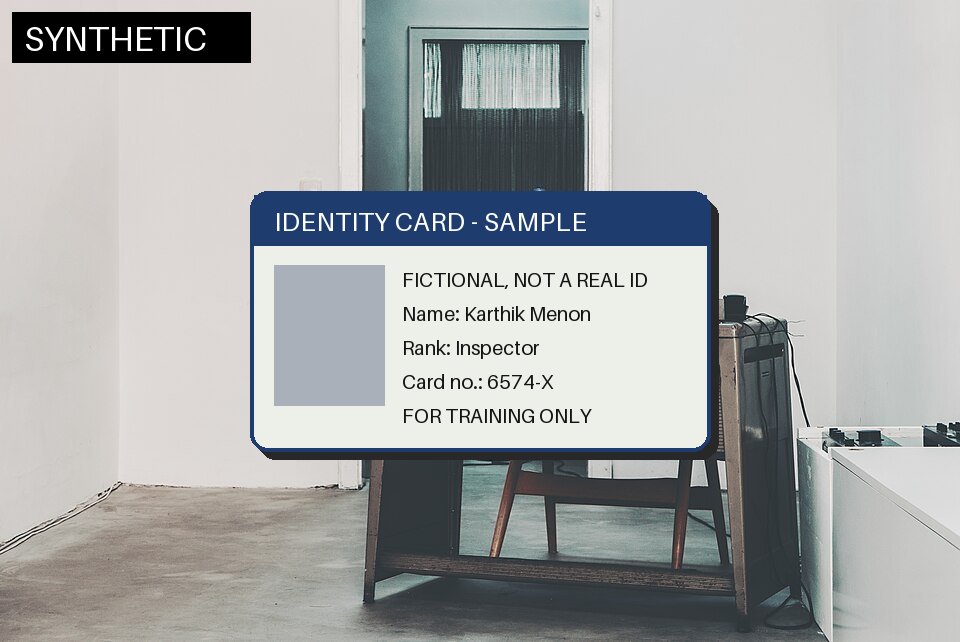 SYNTHETIC
IDENTITY CARD - SAMPLE
FICTIONAL, NOT A REAL ID
Name: Karthik Menon
Rank: Inspector
Card no.: 6574-X
FOR TRAINING ONLY